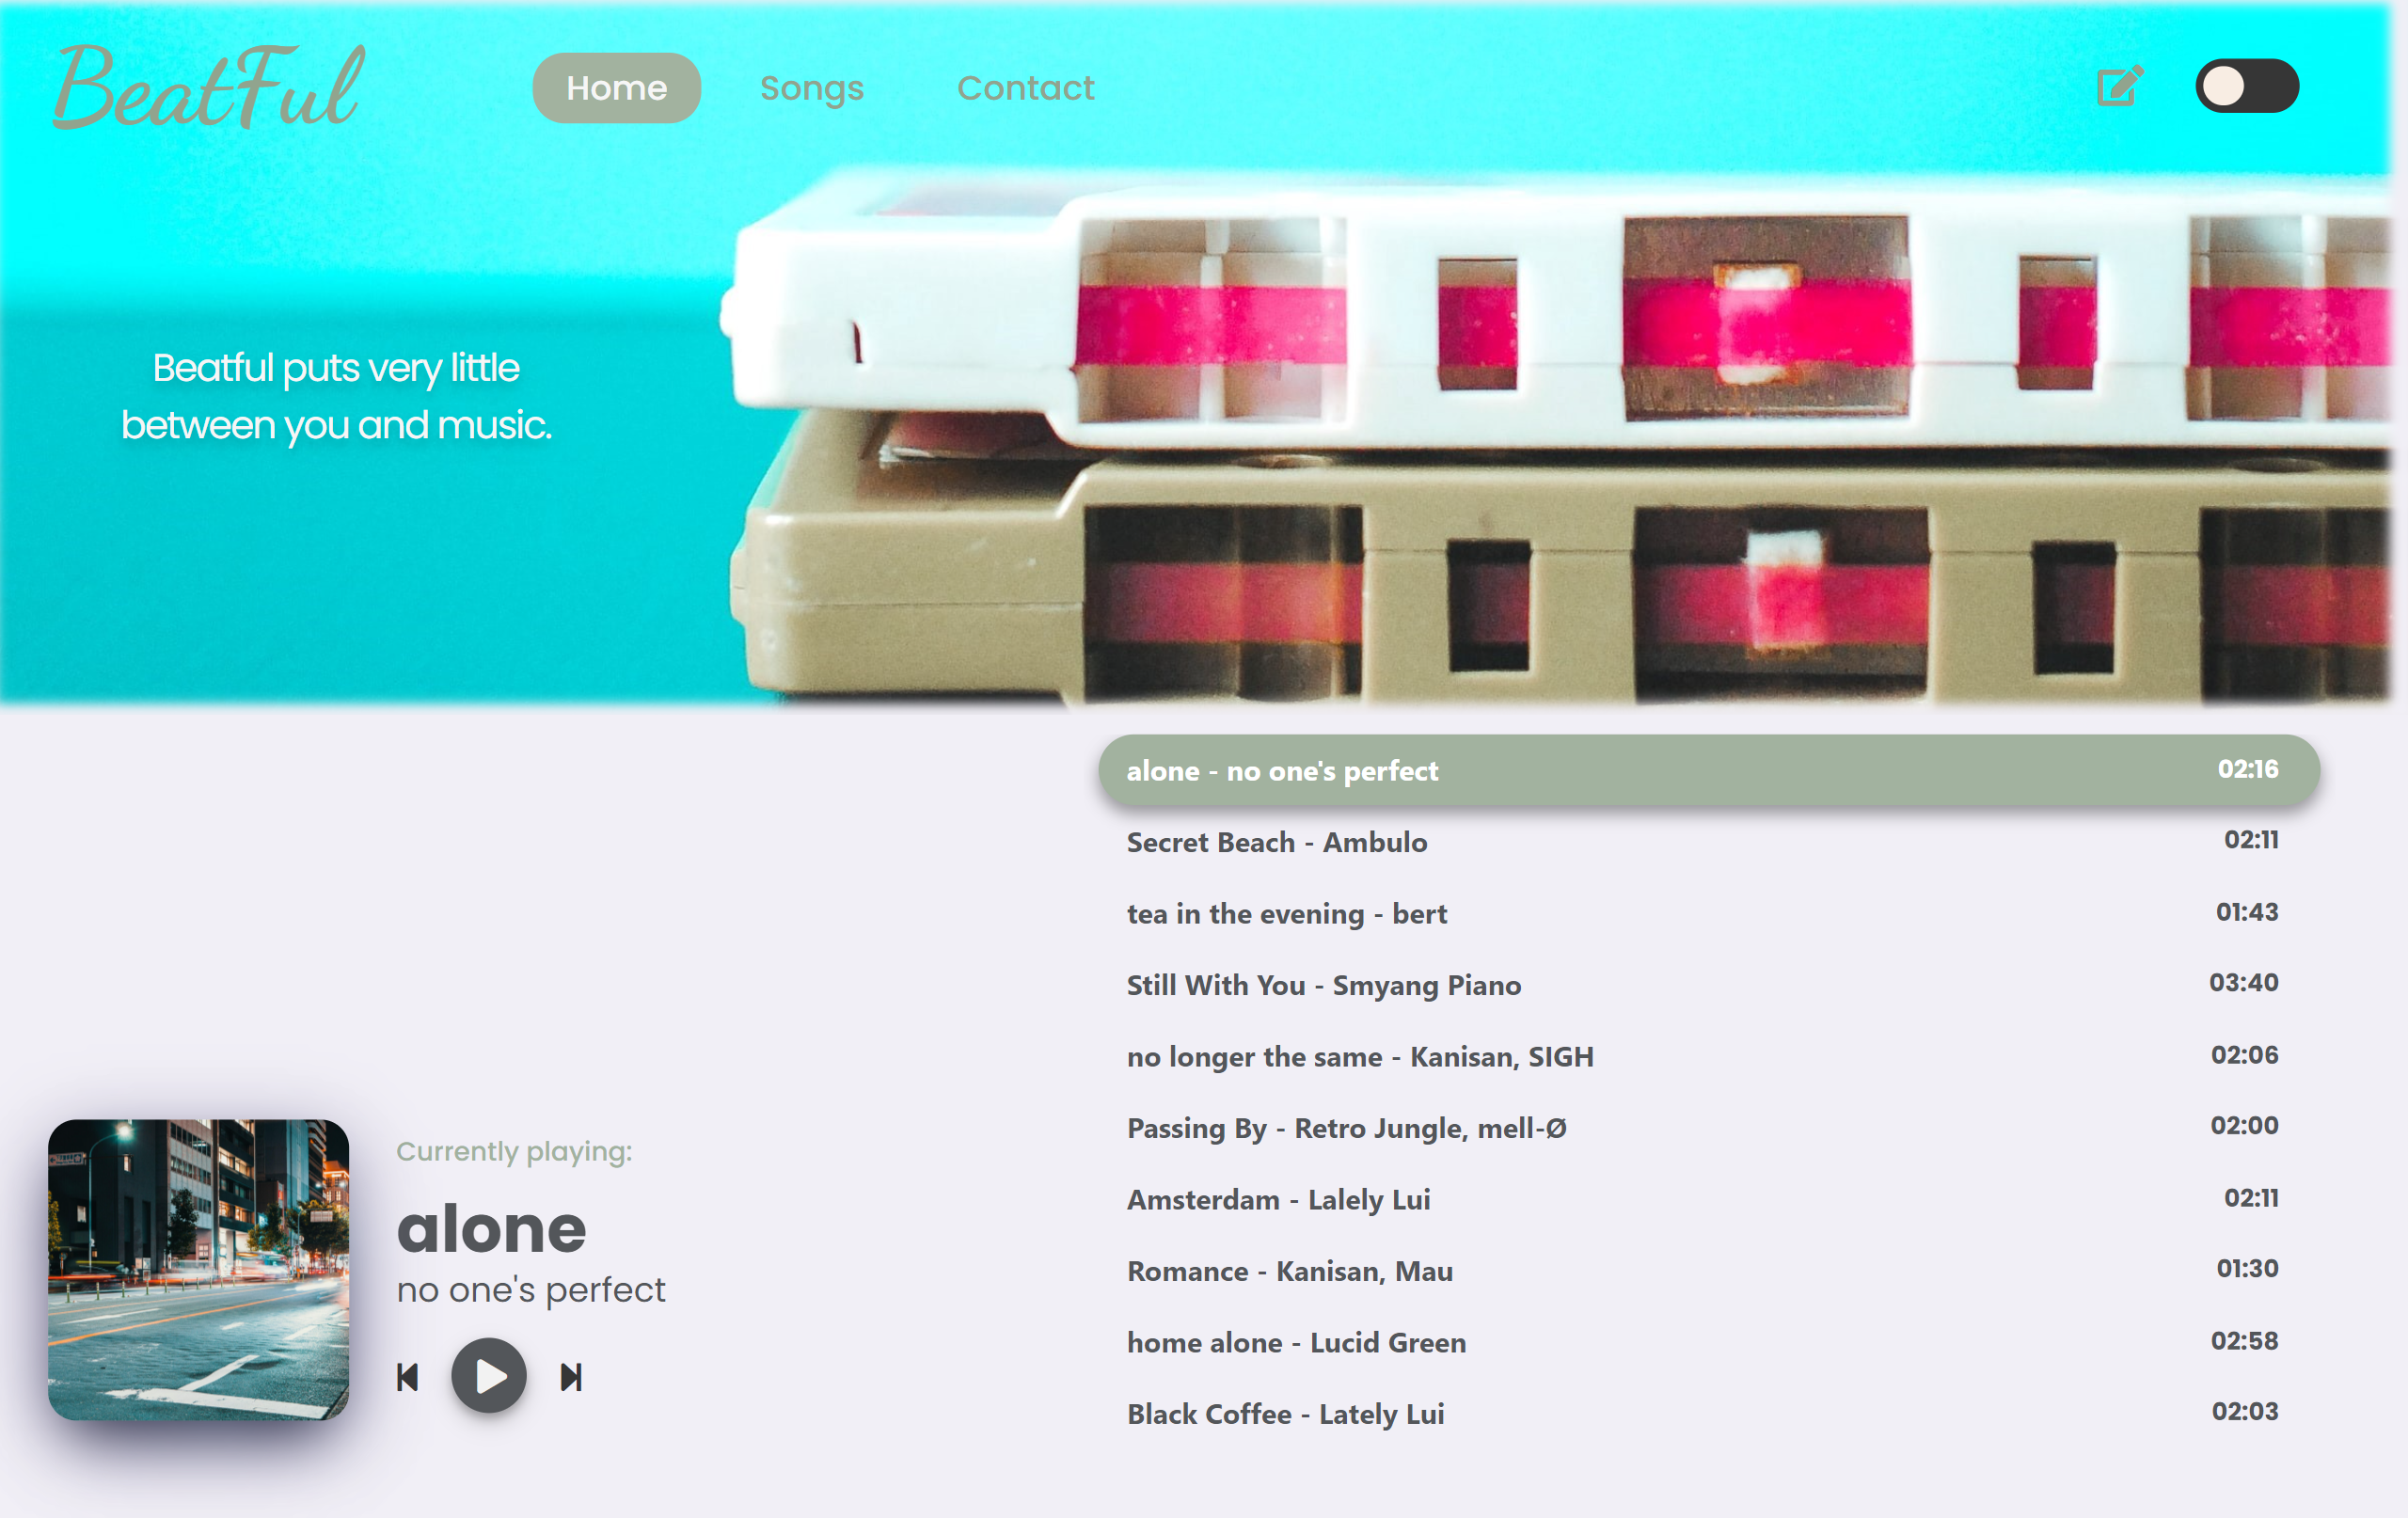 BeatFul
Home
Songs
Contact
Beatful puts very little
between you and music.
alone - no one's perfect 02:16
Secret Beach - Ambulo 02:11
tea in the evening - bert 01:43
Still With You - Smyang Piano 03:40
no longer the same - Kanisan, SIGH 02:06
Passing By - Retro Jungle, mell-Ø 02:00
Amsterdam - Lalely Lui 02:11
Romance - Kanisan, Mau 01:30
home alone - Lucid Green 02:58
Black Coffee - Lately Lui 02:03
Currently playing:
alone
no one's perfect